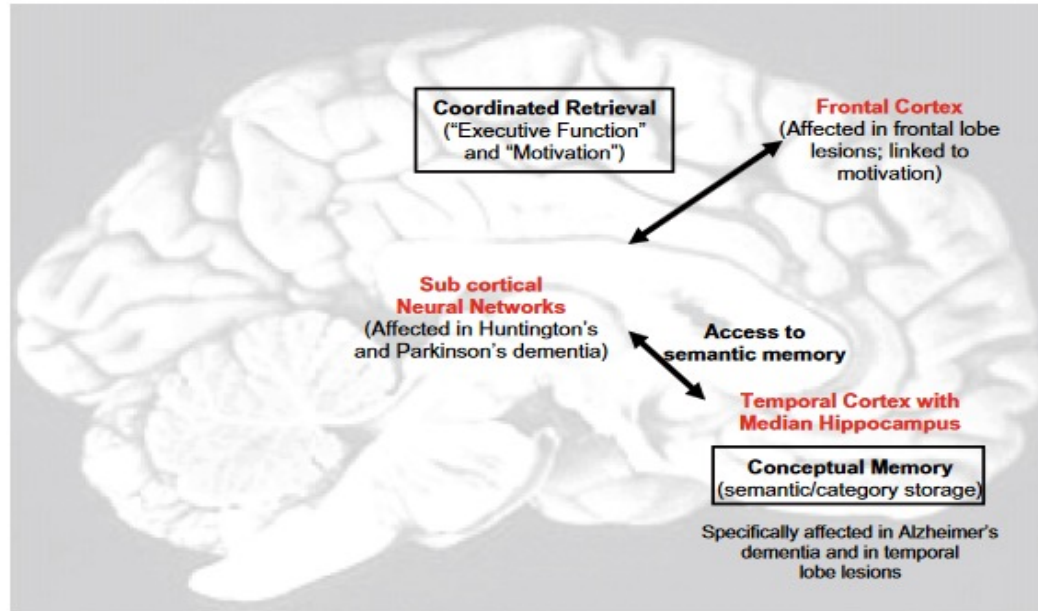 Coordinated Retrieval
(“Executive Function”
and “Motivation”)
Frontal Cortex
(Affected in frontal lobe
lesions; linked to
motivation)
Sub cortical
Neural Networks
(Affected in Huntington’s
and Parkinson’s dementia)
Access to
semantic memory
Temporal Cortex with
Median Hippocampus
Conceptual Memory
(semantic/category storage)
Specifically affected in Alzheimer’s
dementia and in temporal
lobe lesions